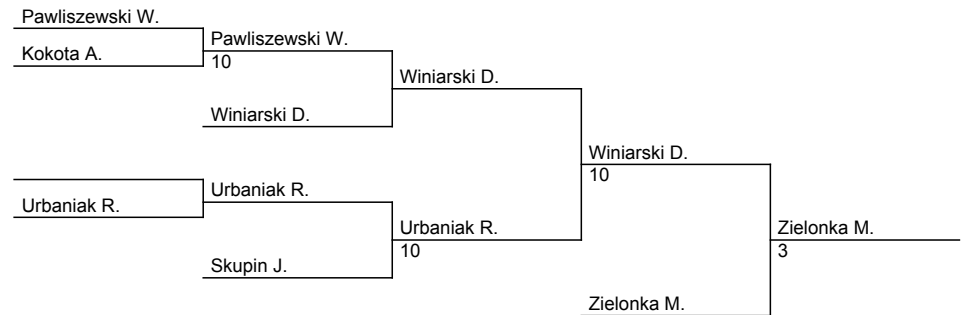 Pawliszewski W.
Kokota A.
Pawliszewski W.
10
Winiarski D.
Winiarski D.
Urbaniak R.
Urbaniak R.
Skupin J.
Urbaniak R.
10
Winiarski D.
10
Zielonka M.
Zielonka M.
3